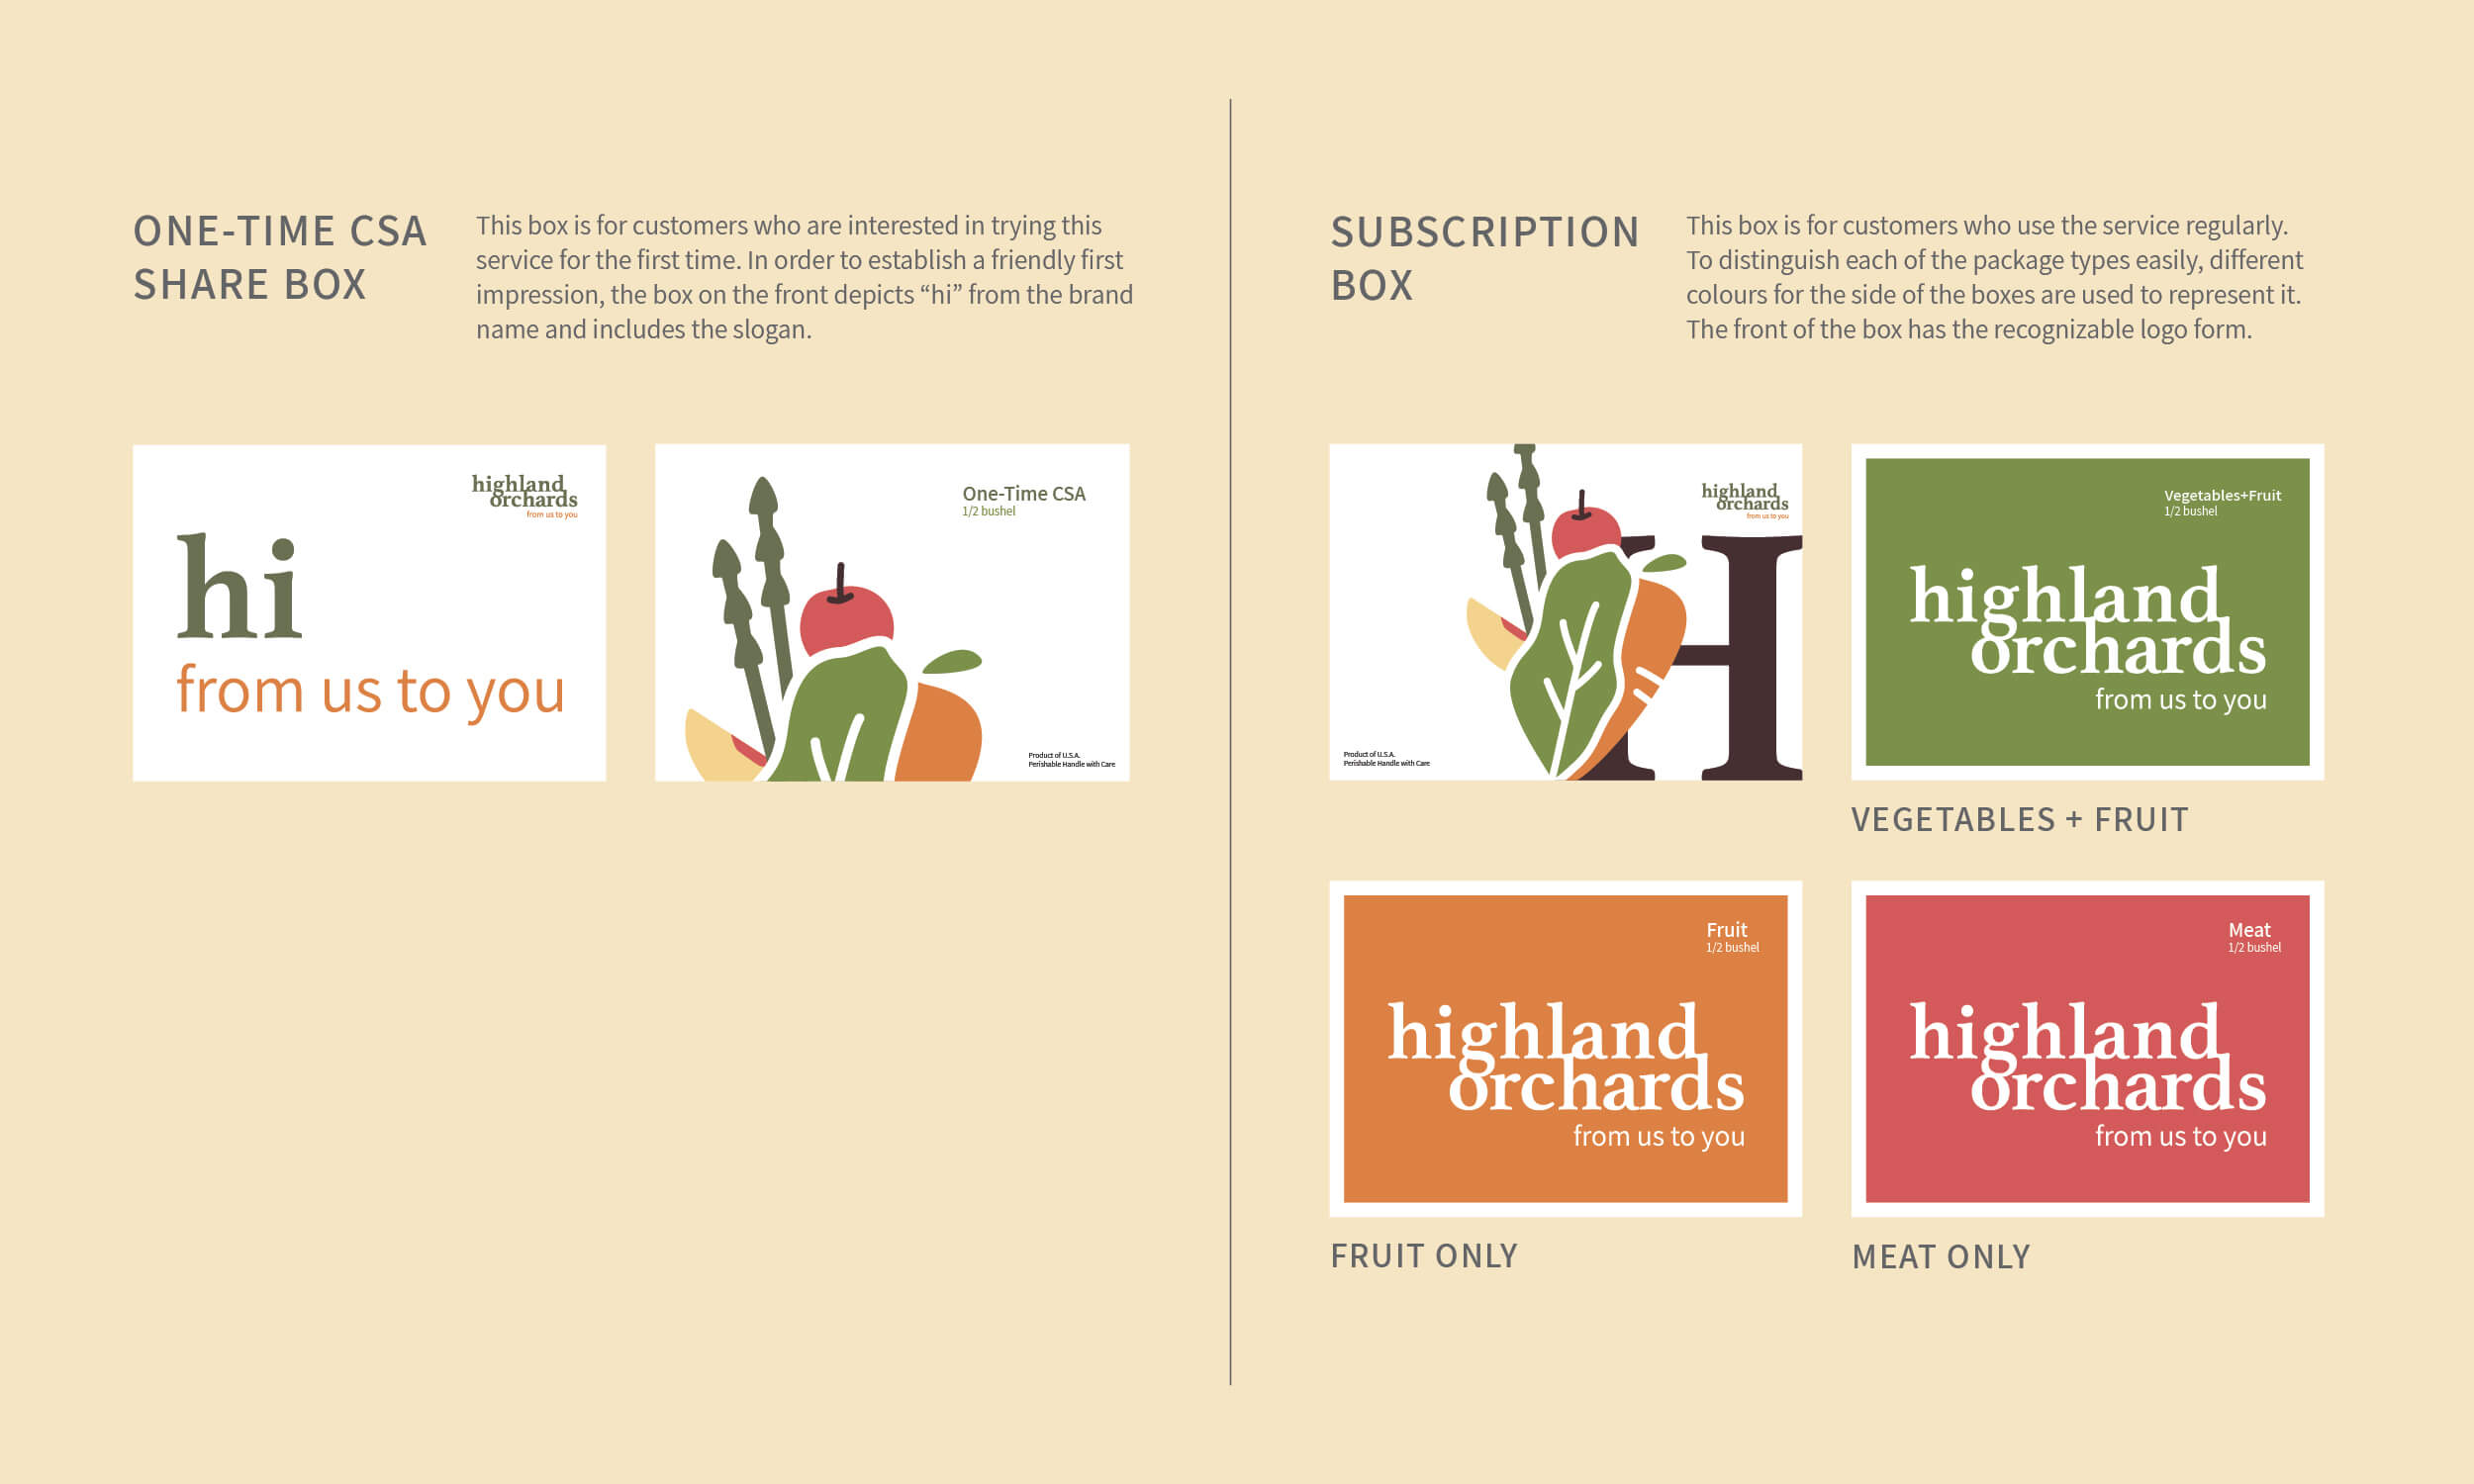 ONE-TIME CSA
SHARE BOX
This box is for customers who are interested in trying this
service for the first time. In order to establish a friendly first
impression, the box on the front depicts “hi” from the brand
name and includes the slogan.
highland
orchards
from us to you
hi
from us to you
One-Time CSA
1/2 bushel
Product of U.S.A.
Perishable Handle with Care
SUBSCRIPTION
BOX
This box is for customers who use the service regularly.
To distinguish each of the package types easily, different
colours for the side of the boxes are used to represent it.
The front of the box has the recognizable logo form.
highland
orchards
from us to you
H
Product of U.S.A.
Perishable Handle with Care
Vegetables+Fruit
1/2 bushel
highland
orchards
from us to you
VEGETABLES + FRUIT
Fruit
1/2 bushel
highland
orchards
from us to you
FRUIT ONLY
Meat
1/2 bushel
highland
orchards
from us to you
MEAT ONLY